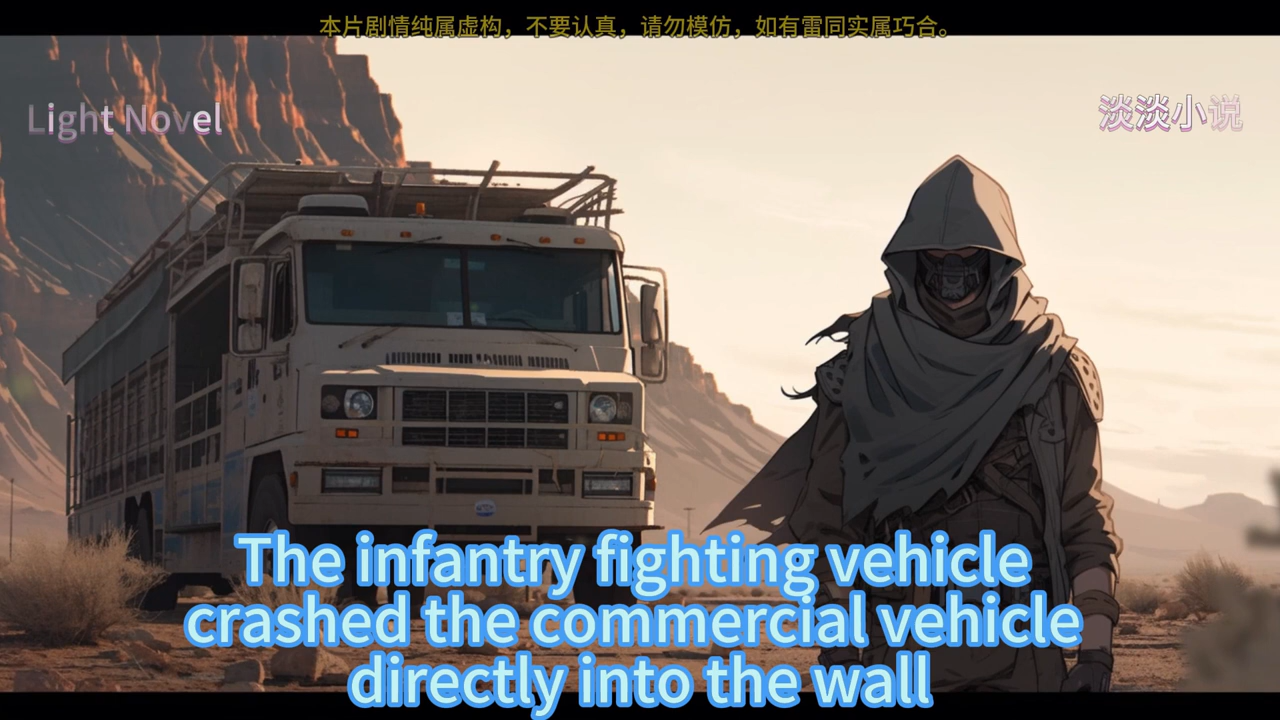 本片剧情纯属虚构，不要认真，请勿模仿，如有雷同实属巧合。
Light Novel
淡淡小说
The infantry fighting vehicle
crashed the commercial vehicle
directly into the wall